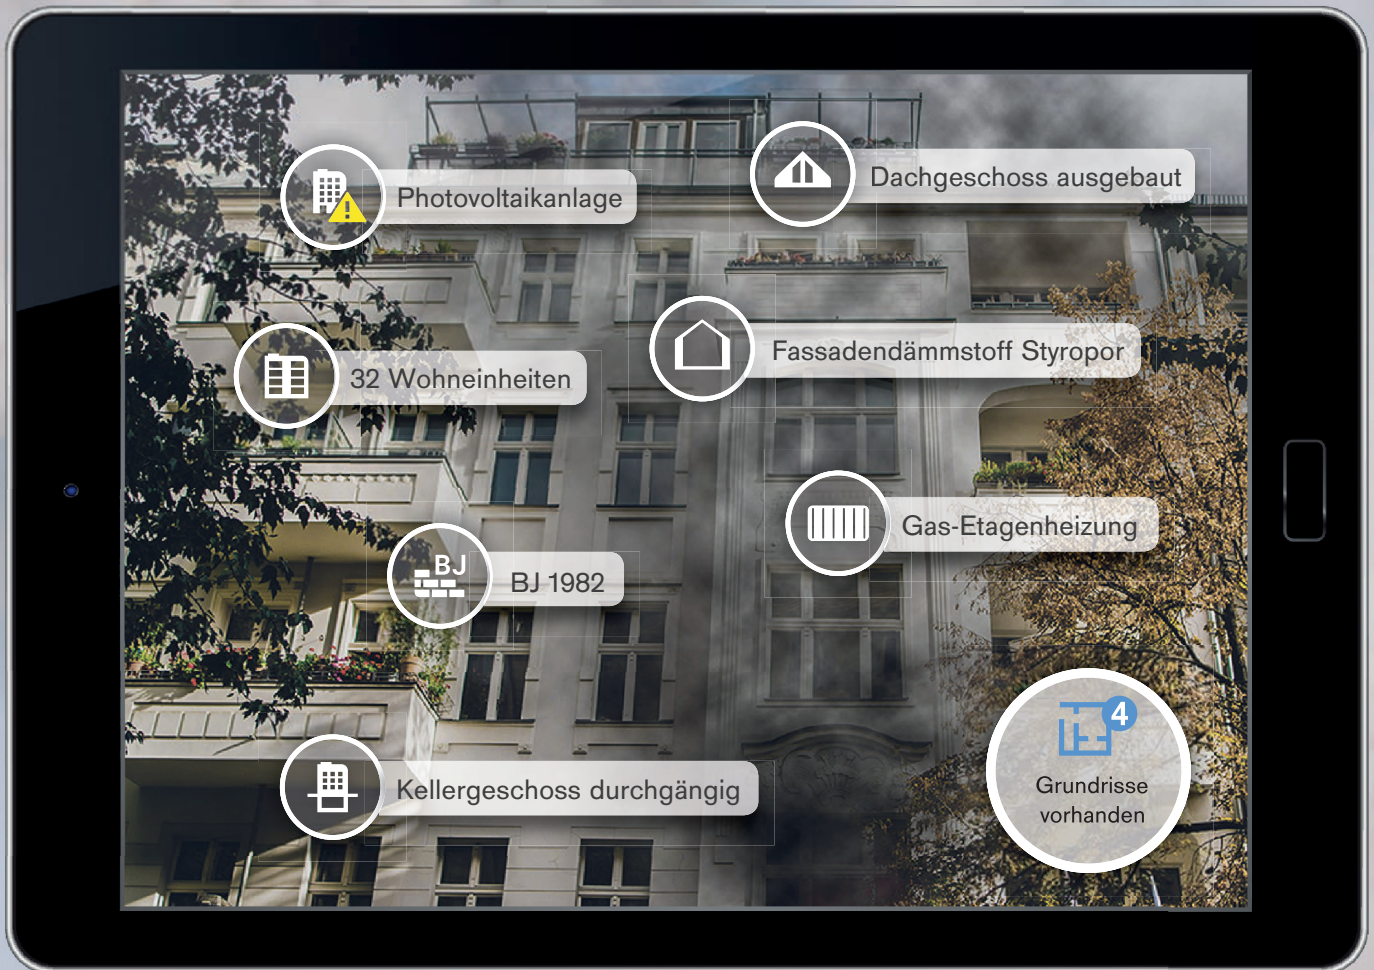 Photovoltaikanlage
Dachgeschoss ausgebaut
32 Wohneinheiten
Fassadendämmstoff Styropor
Gas-Etagenheizung
BJ
BJ 1982
Kellergeschoss durchgängig
4
Grundrisse
vorhanden